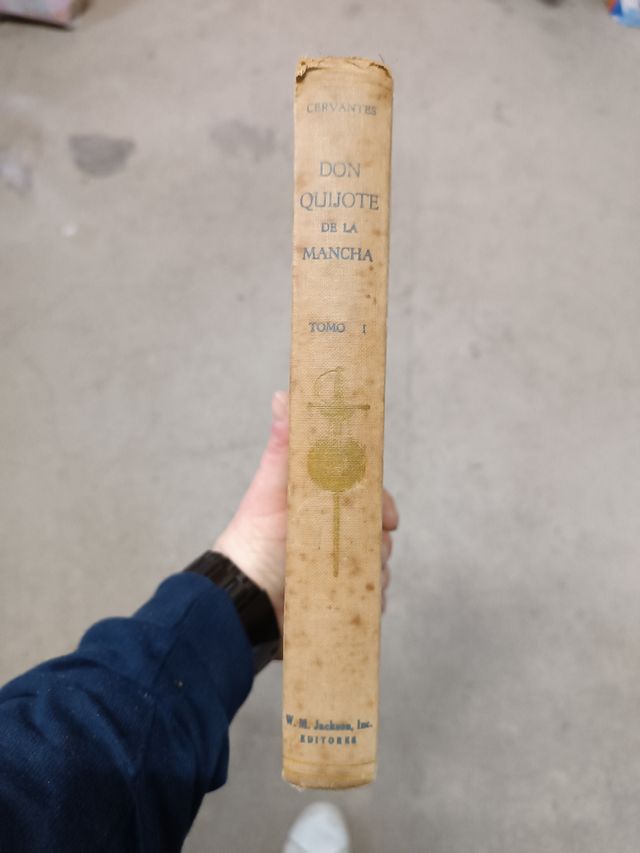 CERVANTES
DON
QUIJOTE
DE LA
MANCHA
TOMO I
W. M. Jackson, Inc.
EDITORES